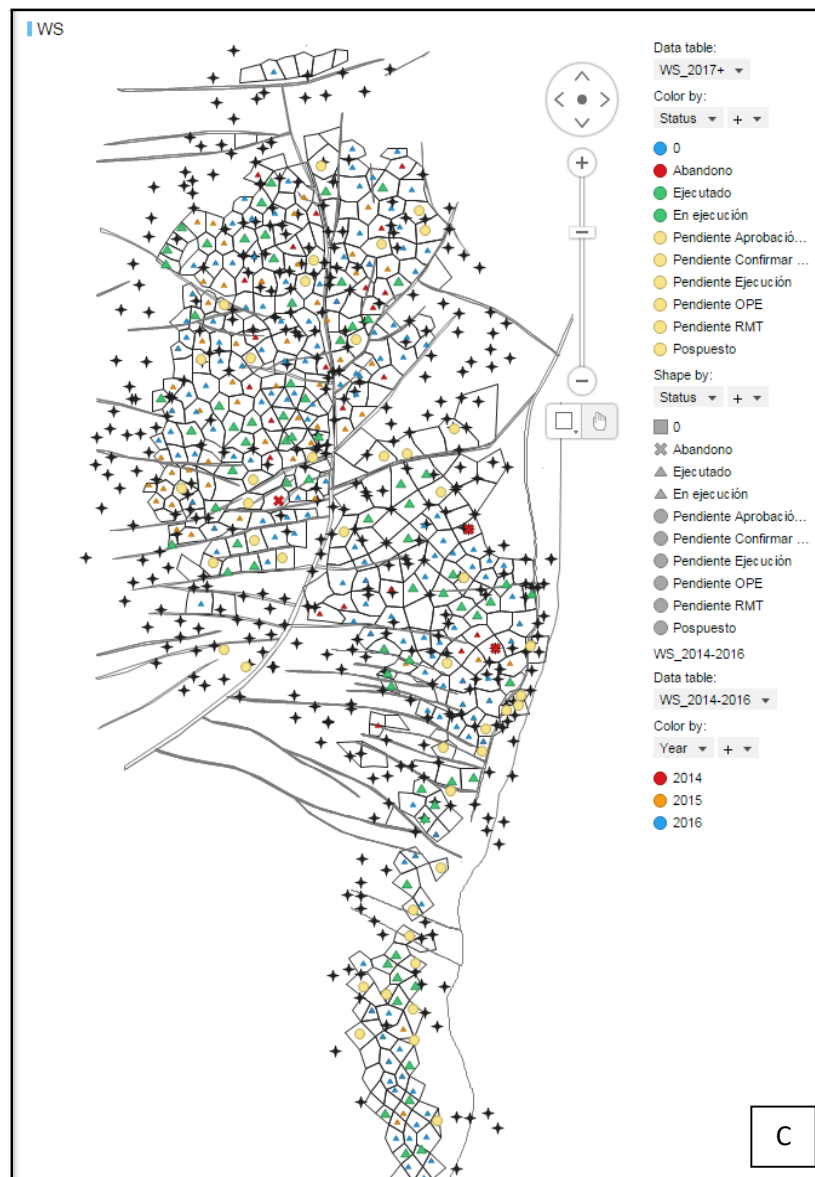 WS
Data table:
WS_2017+
Color by:
Status +
0
Abandono
Ejecutado
En ejecución
Pendiente Aprobació...
Pendiente Confirmar ...
Pendiente Ejecución
Pendiente OPE
Pendiente RMT
Pospuesto
Shape by:
Status +
0
Abandono
Ejecutado
En ejecución
Pendiente Aprobació...
Pendiente Confirmar ...
Pendiente Ejecución
Pendiente OPE
Pendiente RMT
Pospuesto
WS_2014-2016
Data table:
WS_2014-2016
Color by:
Year +
2014
2015
2016
C